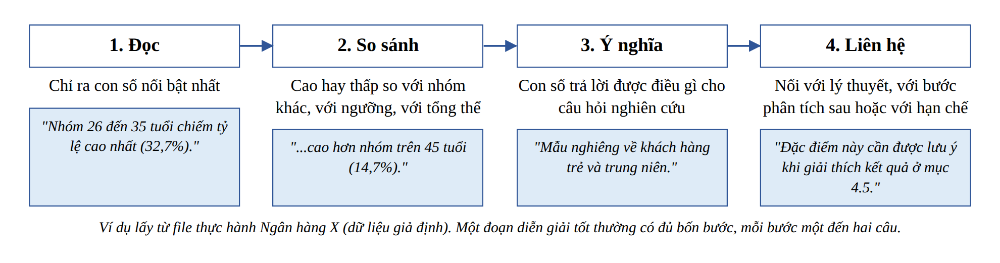 1. Đọc
Chỉ ra con số nổi bật nhất
"Nhóm 26 đến 35 tuổi chiếm tỷ
lệ cao nhất (32,7%)."
2. So sánh
Cao hay thấp so với nhóm
khác, với ngưỡng, với tổng thể
"...cao hơn nhóm trên 45 tuổi
(14,7%)."
3. Ý nghĩa
Con số trả lời được điều gì cho
câu hỏi nghiên cứu
"Mẫu nghiêng về khách hàng
trẻ và trung niên."
4. Liên hệ
Nối với lý thuyết, với bước
phân tích sau hoặc với hạn chế
"Đặc điểm này cần được lưu ý
khi giải thích kết quả ở mục
4.5."
Ví dụ lấy từ file thực hành Ngân hàng X (dữ liệu giả định). Một đoạn diễn giải tốt thường có đủ bốn bước, mỗi bước một đến hai câu.